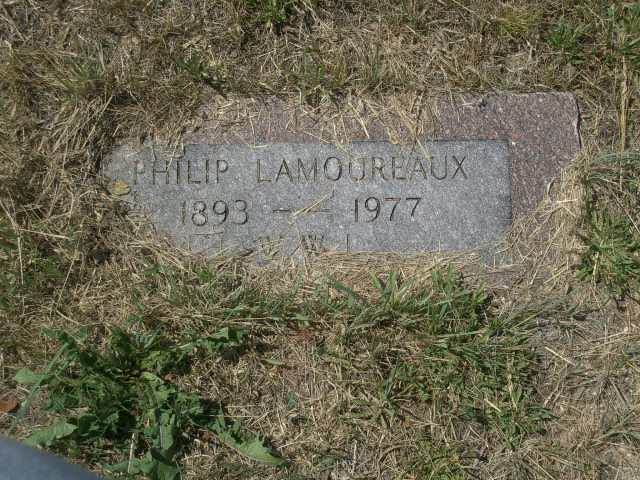 PHILIP LAMOUREAUX
1893 — 1977
W W I